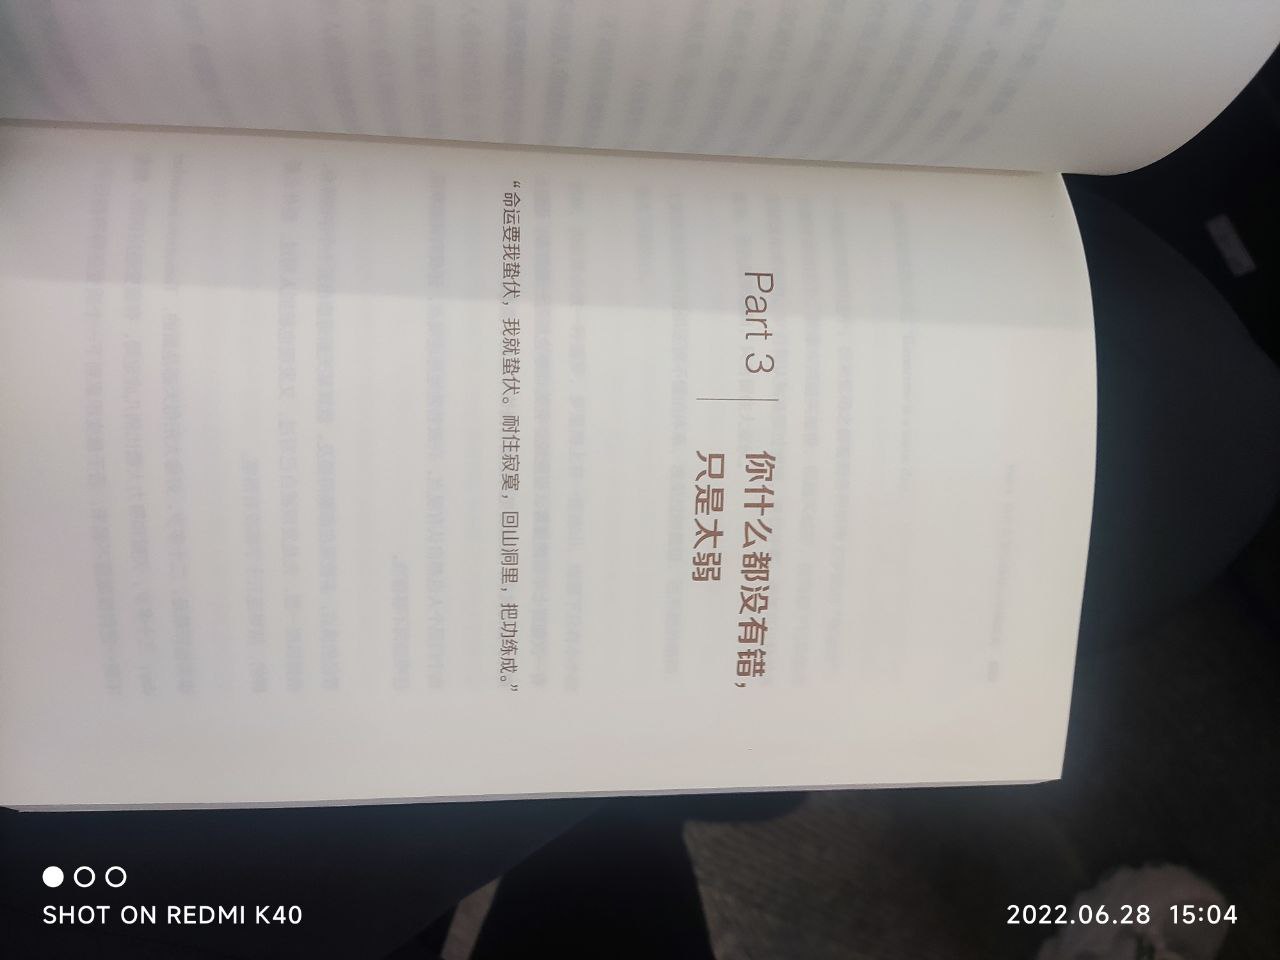 Part 3
你什么都没有错，
只是太弱
“命运要我蛰伏，我就蛰伏。耐住寂寞，回山洞里，把功练成。”
SHOT ON REDMI K40
2022.06.28 15:04